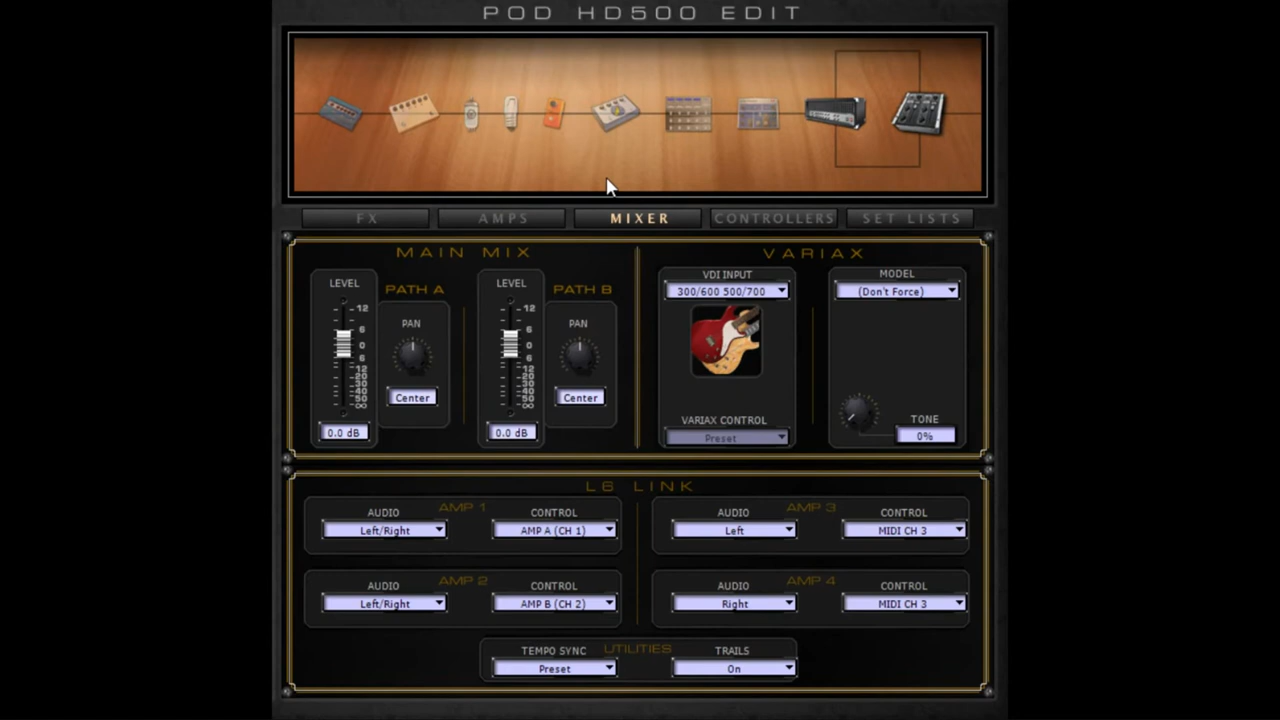 POD HD500 EDIT
FX AMPS MIXER CONTROLLERS SET LISTS
MAIN MIX
LEVEL
PATH A
PAN
12
6
0
6
12
20
30
40
50
∞
Center
0.0 dB
LEVEL
PATH B
PAN
12
6
0
6
12
20
30
40
50
∞
Center
0.0 dB
VARIAX
VDI INPUT
300/600 500/700
VARIAX CONTROL
Preset
MODEL
(Don't Force)
TONE
0%
L6 LINK
AMP 1
AUDIO CONTROL
Left/Right AMP A (CH 1)
AMP 3
AUDIO CONTROL
Left MIDI CH 3
AMP 2
AUDIO CONTROL
Left/Right AMP B (CH 2)
AMP 4
AUDIO CONTROL
Right MIDI CH 3
UTILITIES
TEMPO SYNC TRAILS
Preset On